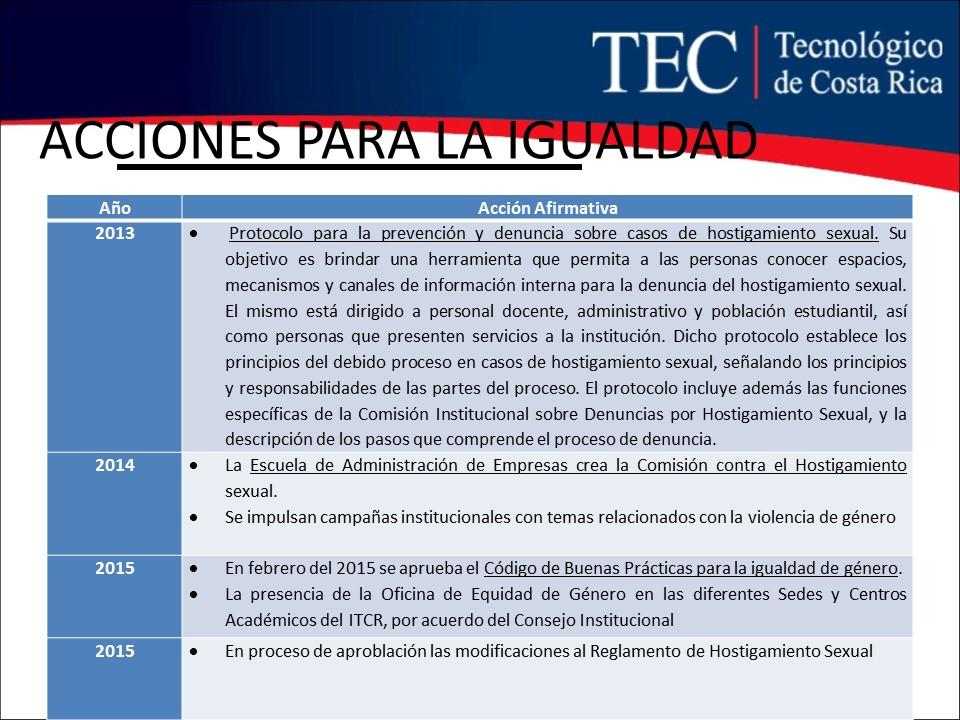 TEC
Tecnológico
de Costa Rica
ACCIONES PARA LA IGUALDAD
Año
Acción Afirmativa
2013
• Protocolo para la prevención y denuncia sobre casos de hostigamiento sexual. Su
objetivo es brindar una herramienta que permita a las personas conocer espacios,
mecanismos y canales de información interna para la denuncia del hostigamiento sexual.
El mismo está dirigido a personal docente, administrativo y población estudiantil, así
como personas que presenten servicios a la institución. Dicho protocolo establece los
principios del debido proceso en casos de hostigamiento sexual, señalando los principios
y responsabilidades de las partes del proceso. El protocolo incluye además las funciones
específicas de la Comisión Institucional sobre Denuncias por Hostigamiento Sexual, y la
descripción de los pasos que comprende el proceso de denuncia.
2014
• La Escuela de Administración de Empresas crea la Comisión contra el Hostigamiento
sexual.
• Se impulsan campañas institucionales con temas relacionados con la violencia de género
2015
• En febrero del 2015 se aprueba el Código de Buenas Prácticas para la igualdad de género.
• La presencia de la Oficina de Equidad de Género en las diferentes Sedes y Centros
Académicos del ITCR, por acuerdo del Consejo Institucional
2015
• En proceso de aproblación las modificaciones al Reglamento de Hostigamiento Sexual